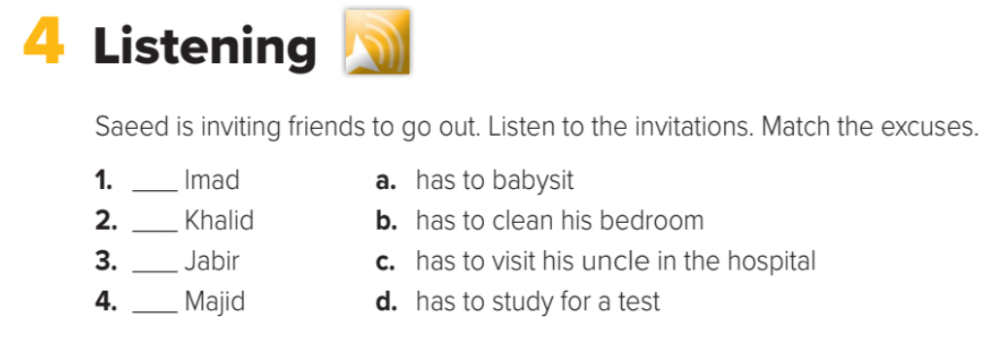 4 Listening
Saeed is inviting friends to go out. Listen to the invitations. Match the excuses.
1. ____ Imad a. has to babysit
2. ____ Khalid b. has to clean his bedroom
3. ____ Jabir c. has to visit his uncle in the hospital
4. ____ Majid d. has to study for a test